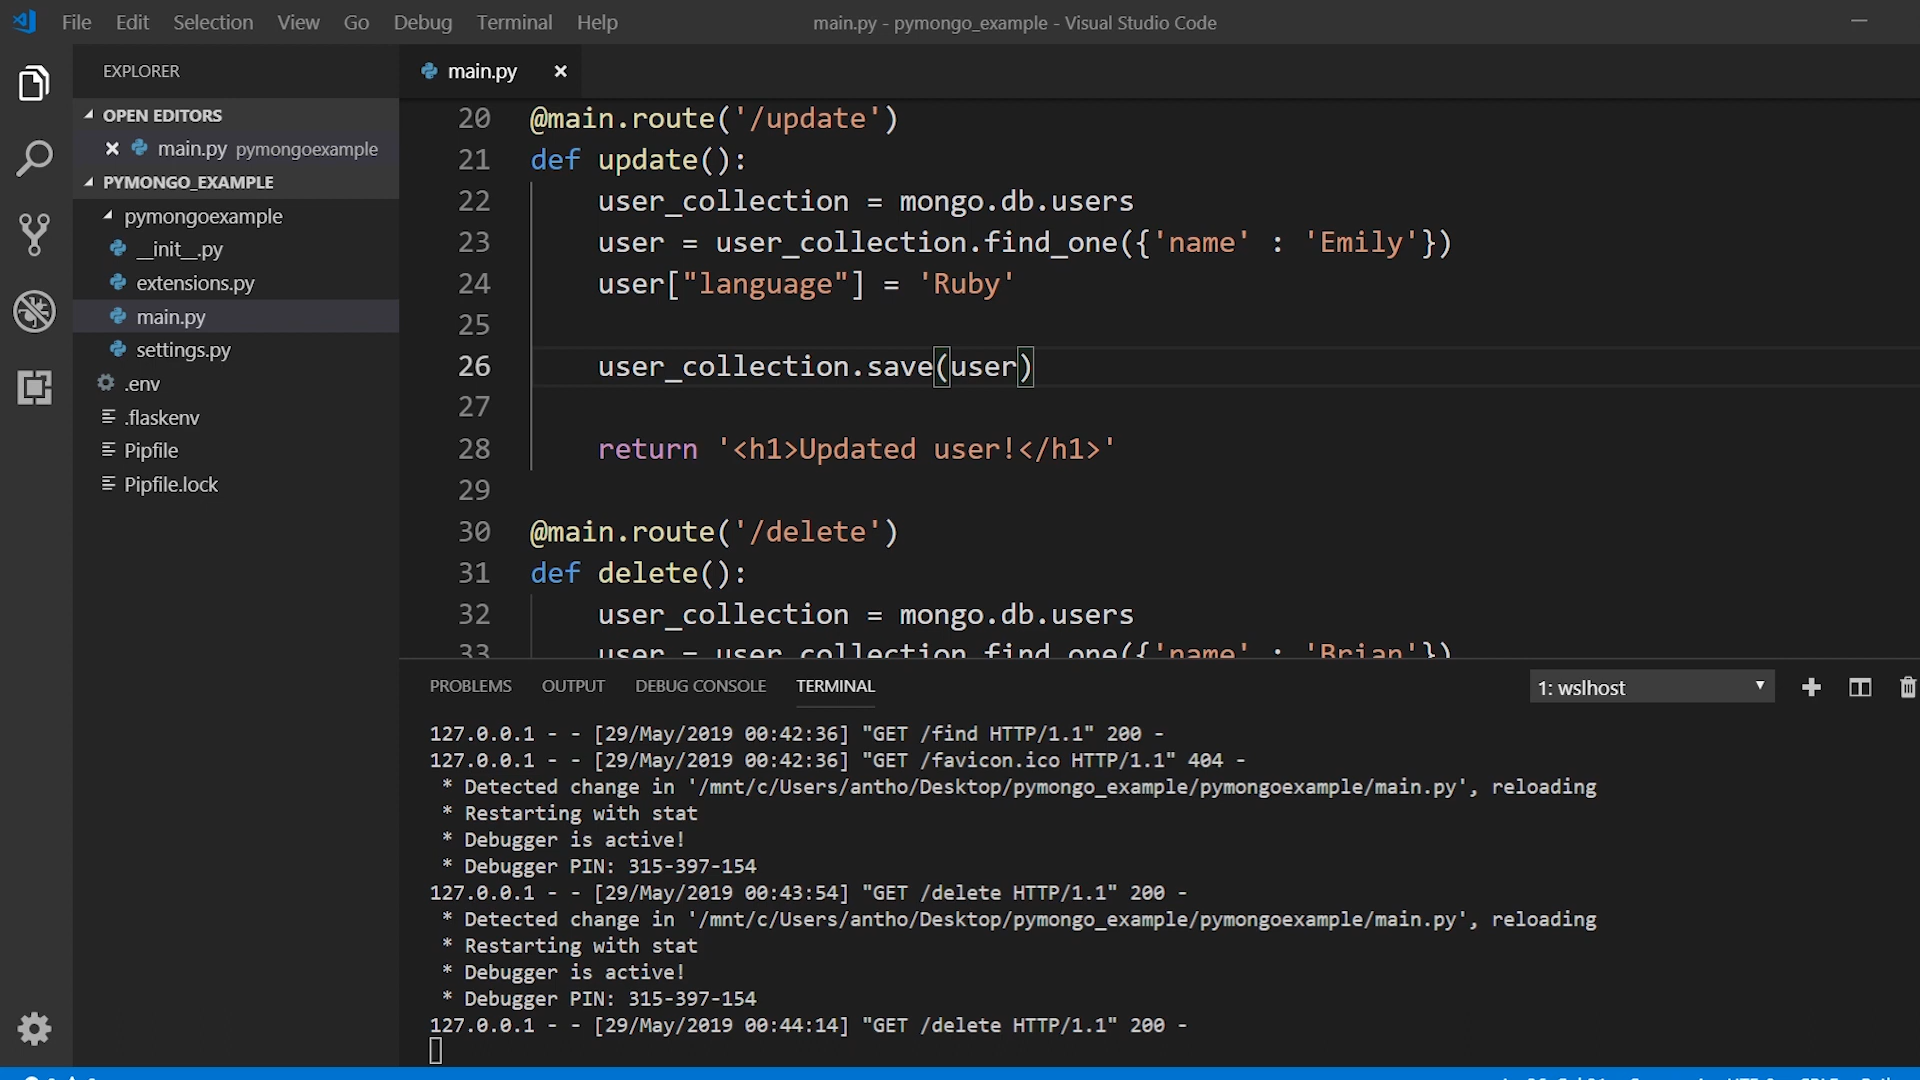 File Edit Selection View Go Debug Terminal Help
main.py - pymongo_example - Visual Studio Code
EXPLORER
OPEN EDITORS
main.py pymongoexample
PYMONGO_EXAMPLE
pymongoexample
__init__.py
extensions.py
main.py
settings.py
.env
.flaskenv
Pipfile
Pipfile.lock
main.py
20 @main.route('/update')
21 def update():
22 user_collection = mongo.db.users
23 user = user_collection.find_one({'name' : 'Emily'})
24 user["language"] = 'Ruby'
25
26 user_collection.save(user)
27
28 return '<h1>Updated user!</h1>'
29
30 @main.route('/delete')
31 def delete():
32 user_collection = mongo.db.users
33 user = user_collection.find_one({'name' : 'Brian'})
PROBLEMS OUTPUT DEBUG CONSOLE TERMINAL
1: wslhost
127.0.0.1 - - [29/May/2019 00:42:36] "GET /find HTTP/1.1" 200 -
127.0.0.1 - - [29/May/2019 00:42:36] "GET /favicon.ico HTTP/1.1" 404 -
* Detected change in '/mnt/c/Users/antho/Desktop/pymongo_example/pymongoexample/main.py', reloading
* Restarting with stat
* Debugger is active!
* Debugger PIN: 315-397-154
127.0.0.1 - - [29/May/2019 00:43:54] "GET /delete HTTP/1.1" 200 -
* Detected change in '/mnt/c/Users/antho/Desktop/pymongo_example/pymongoexample/main.py', reloading
* Restarting with stat
* Debugger is active!
* Debugger PIN: 315-397-154
127.0.0.1 - - [29/May/2019 00:44:14] "GET /delete HTTP/1.1" 200 -